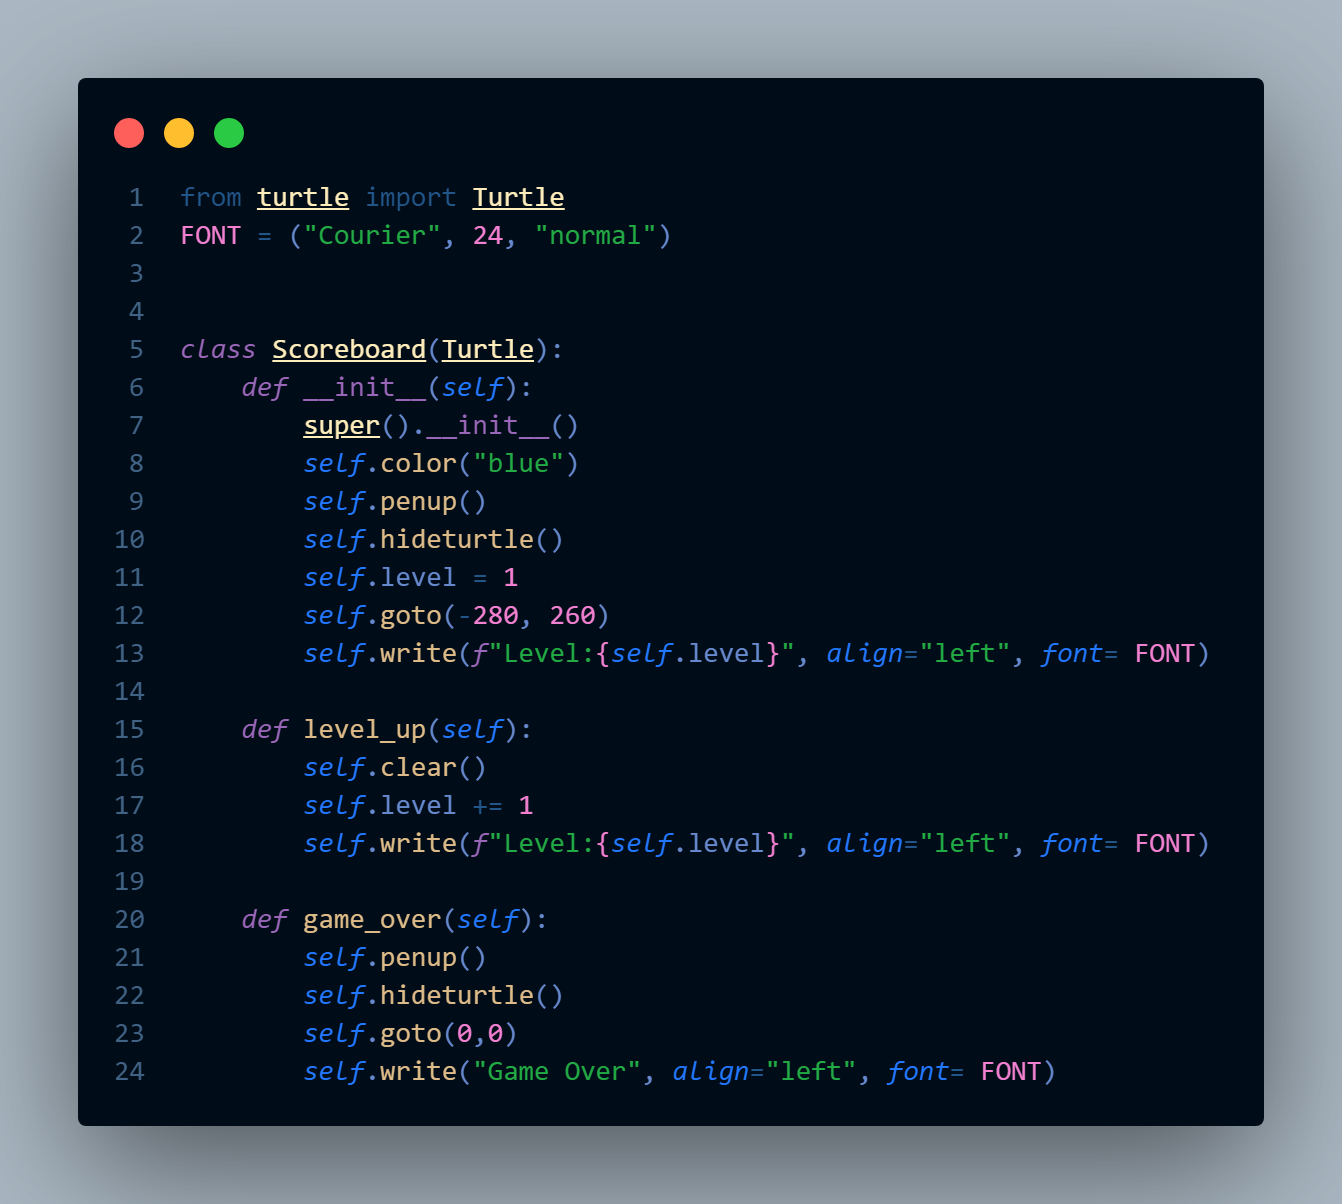 1 from turtle import Turtle
2 FONT = ("Courier", 24, "normal")
3
4
5 class Scoreboard(Turtle):
6     def __init__(self):
7         super().__init__()
8         self.color("blue")
9         self.penup()
10         self.hideturtle()
11         self.level = 1
12         self.goto(-280, 260)
13         self.write(f"Level:{self.level}", align="left", font= FONT)
14
15     def level_up(self):
16         self.clear()
17         self.level += 1
18         self.write(f"Level:{self.level}", align="left", font= FONT)
19
20     def game_over(self):
21         self.penup()
22         self.hideturtle()
23         self.goto(0,0)
24         self.write("Game Over", align="left", font= FONT)